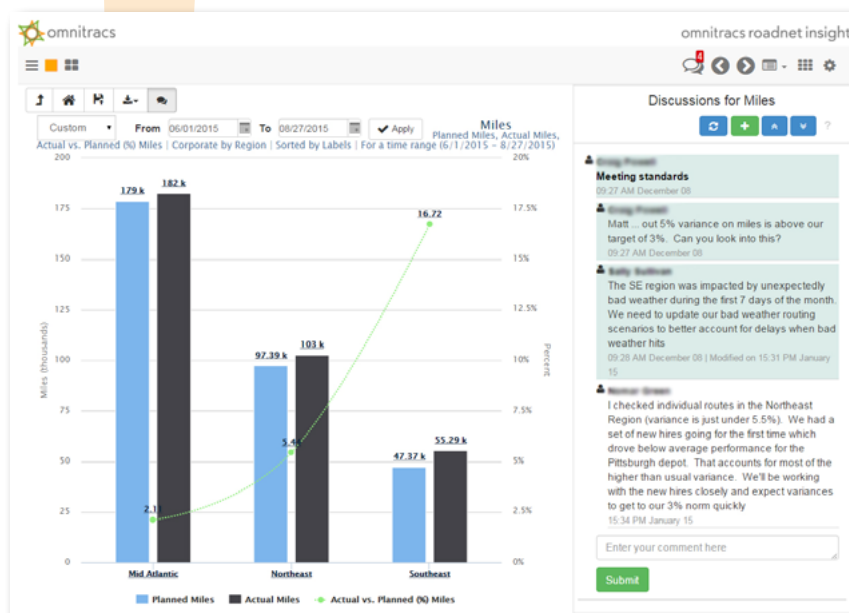 omnitracs
omnitracs roadnet insight
4
Custom
From 06/01/2015 To 08/27/2015 Apply
Miles
Planned Miles, Actual Miles,
Actual vs. Planned (%) Miles | Corporate by Region | Sorted by Labels | For a time range (6/1/2015 - 8/27/2015)
200
175
150
125
100
75
50
25
0
Miles (thousands)
179 k
182 k
97.39 k
103 k
47.37 k
55.29 k
2.11
5.44
16.72
20%
17.5%
15%
12.5%
10%
7.5%
5%
2.5%
0%
Percent
Mid Atlantic
Northeast
Southeast
Planned Miles
Actual Miles
Actual vs. Planned (%) Miles
Discussions for Miles
?
Meeting standards
09:27 AM December 08
Matt ... out 5% variance on miles is above our
target of 3%. Can you look into this?
09:27 AM December 08
The SE region was impacted by unexpectedly
bad weather during the first 7 days of the month.
We need to update our bad weather routing
scenarios to better account for delays when bad
weather hits
09:28 AM December 08 | Modified on 15:31 PM January
15
I checked individual routes in the Northeast
Region (variance is just under 5.5%). We had a
set of new hires going for the first time which
drove below average performance for the
Pittsburgh depot. That accounts for most of the
higher than usual variance. We'll be working
with the new hires closely and expect variances
to get to our 3% norm quickly
15:34 PM January 15
Enter your comment here
Submit